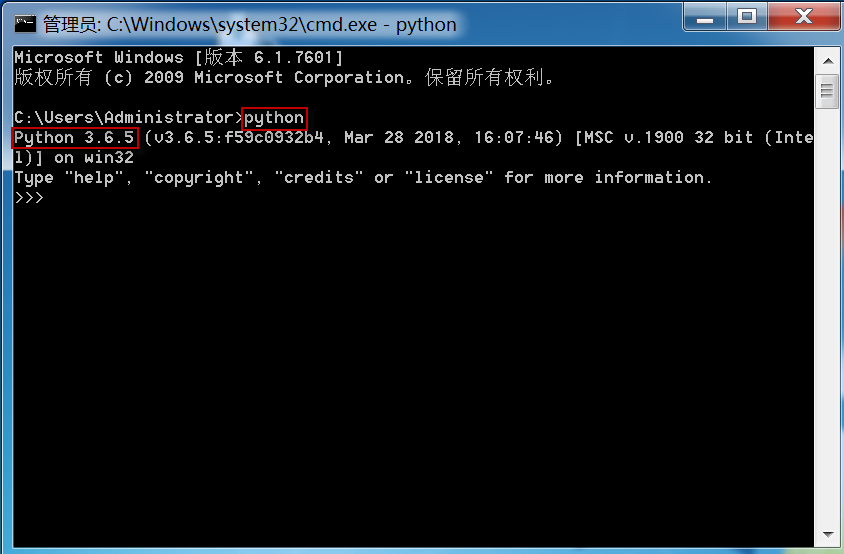 管理员: C:\Windows\system32\cmd.exe - python
Microsoft Windows [版本 6.1.7601]
版权所有 (c) 2009 Microsoft Corporation。保留所有权利。
C:\Users\Administrator>python
Python 3.6.5 (v3.6.5:f59c0932b4, Mar 28 2018, 16:07:46) [MSC v.1900 32 bit (Inte
l)] on win32
Type "help", "copyright", "credits" or "license" for more information.
>>>